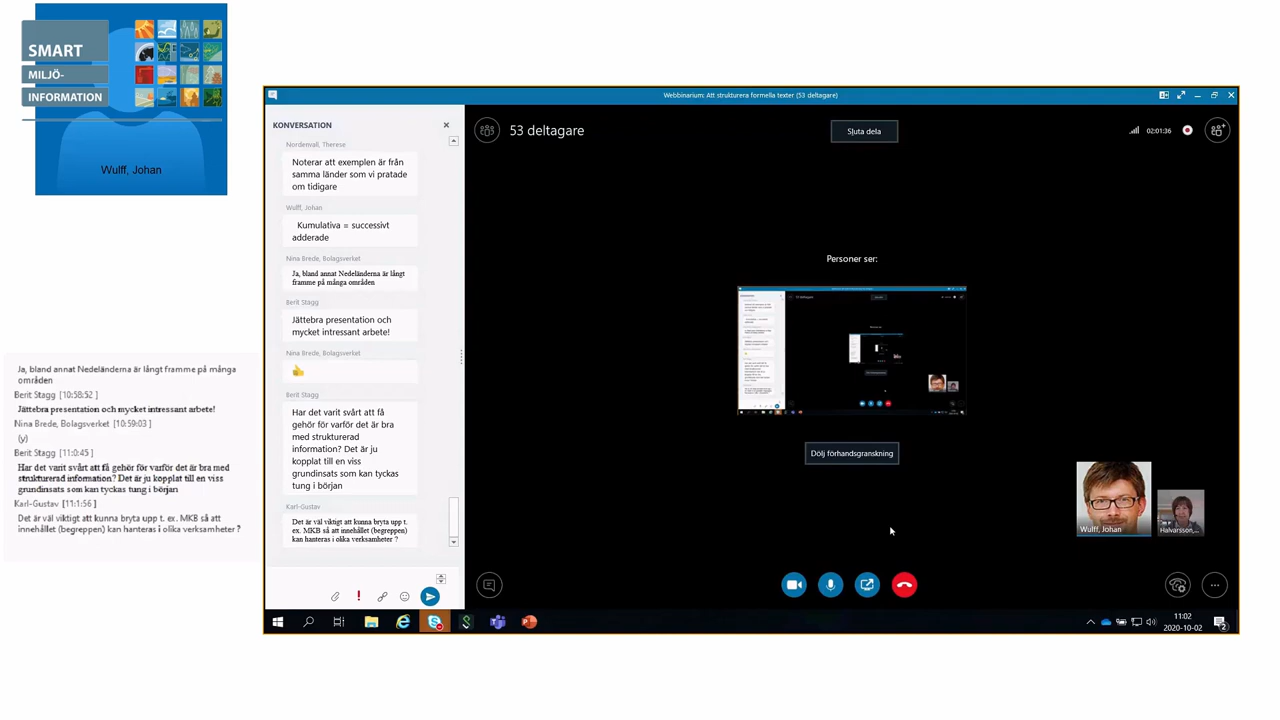 SMART
MILJÖ-
INFORMATION
Wulff, Johan
Ja, bland annat Nedeländerna är långt framme på många
områden
Berit Stagg [10:58:52 ]
Jättebra presentation och mycket intressant arbete!
Nina Brede, Bolagsverket [10:59:03 ]
(y)
Berit Stagg [11:0:45 ]
Har det varit svårt att få gehör för varför det är bra med
strukturerad information? Det är ju kopplat till en viss
grundinsats som kan tyckas tung i början
Karl-Gustav [11:1:56 ]
Det är väl viktigt att kunna bryta upp t. ex. MKB så att
innehållet (begreppen) kan hanteras i olika verksamheter ?
Webbinarium: Att strukturera formella texter (53 deltagare)
KONVERSATION
Nordenvall, Therese
Noterar att exemplen är från
samma länder som vi pratade
om tidigare
Wulff, Johan
Kumulativa = successivt
adderade
Nina Brede, Bolagsverket
Ja, bland annat Nedeländerna är långt
framme på många områden
Berit Stagg
Jättebra presentation och
mycket intressant arbete!
Nina Brede, Bolagsverket
Berit Stagg
Har det varit svårt att få
gehör för varför det är bra
med strukturerad
information? Det är ju
kopplat till en viss
grundinsats som kan tyckas
tung i början
Karl-Gustav
Det är väl viktigt att kunna bryta upp t.
ex. MKB så att innehållet (begreppen)
kan hanteras i olika verksamheter ?
53 deltagare
Sluta dela
02:01:36
Personer ser:
Dölj förhandsgranskning
Wulff, Johan
Halvarsson,...
11:02
2020-10-02
2